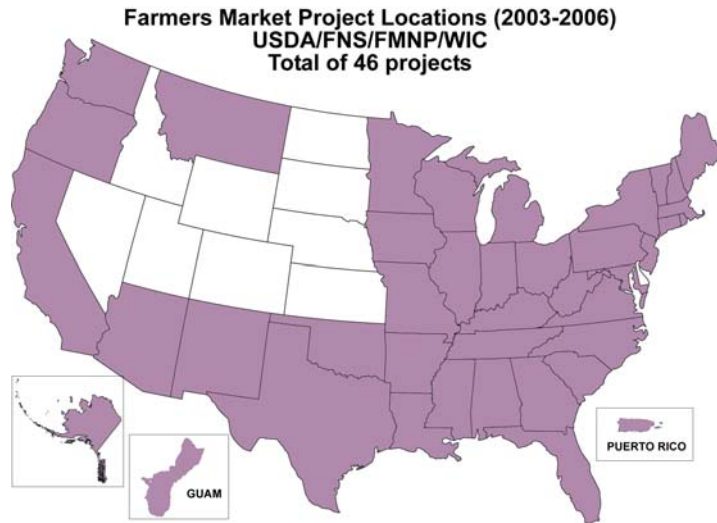 Farmers Market Project Locations (2003-2006)
USDA/FNS/FMNP/WIC
Total of 46 projects
PUERTO RICO
GUAM